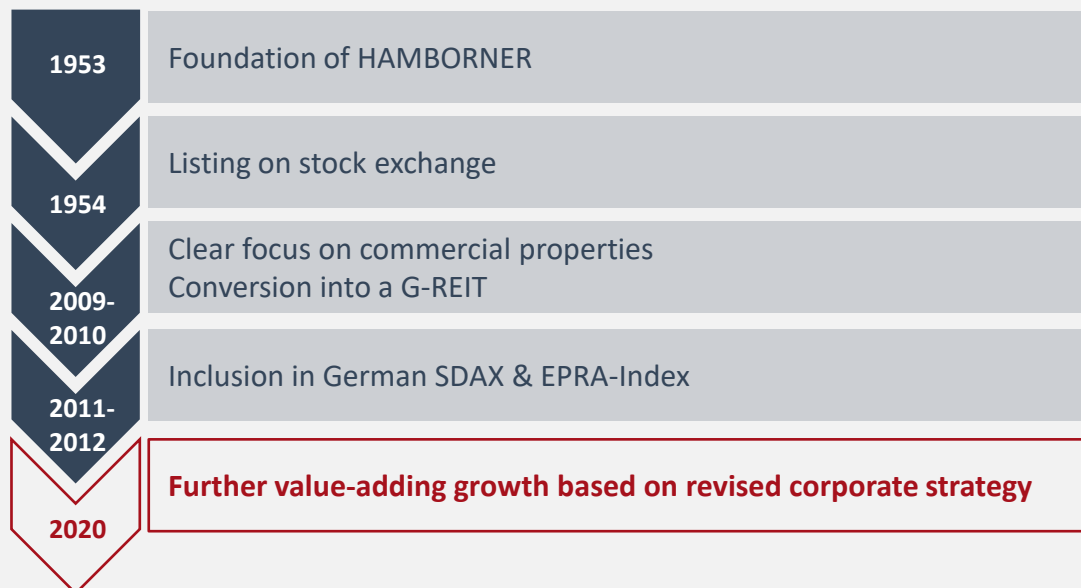 1953
Foundation of HAMBORNER
1954
Listing on stock exchange
2009-
2010
Clear focus on commercial properties
Conversion into a G-REIT
2011-
2012
Inclusion in German SDAX & EPRA-Index
2020
Further value-adding growth based on revised corporate strategy